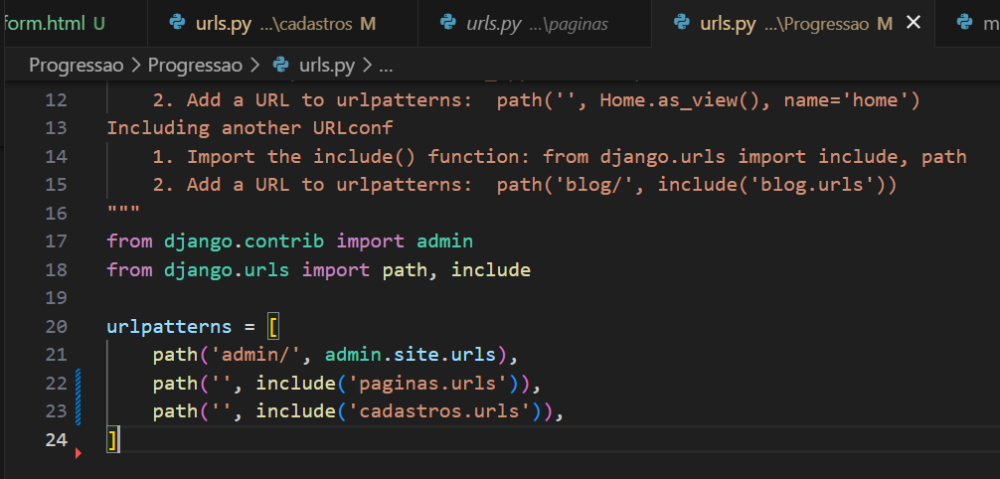 form.html U
urls.py ...\cadastros M
urls.py ...\paginas
urls.py ...\Progressao M
Progressao > Progressao > urls.py > ...
12 2. Add a URL to urlpatterns:  path('', Home.as_view(), name='home')
13 Including another URLconf
14 1. Import the include() function: from django.urls import include, path
15 2. Add a URL to urlpatterns:  path('blog/', include('blog.urls'))
16 """
17 from django.contrib import admin
18 from django.urls import path, include
19
20 urlpatterns = [
21 path('admin/', admin.site.urls),
22 path('', include('paginas.urls')),
23 path('', include('cadastros.urls')),
24 ]